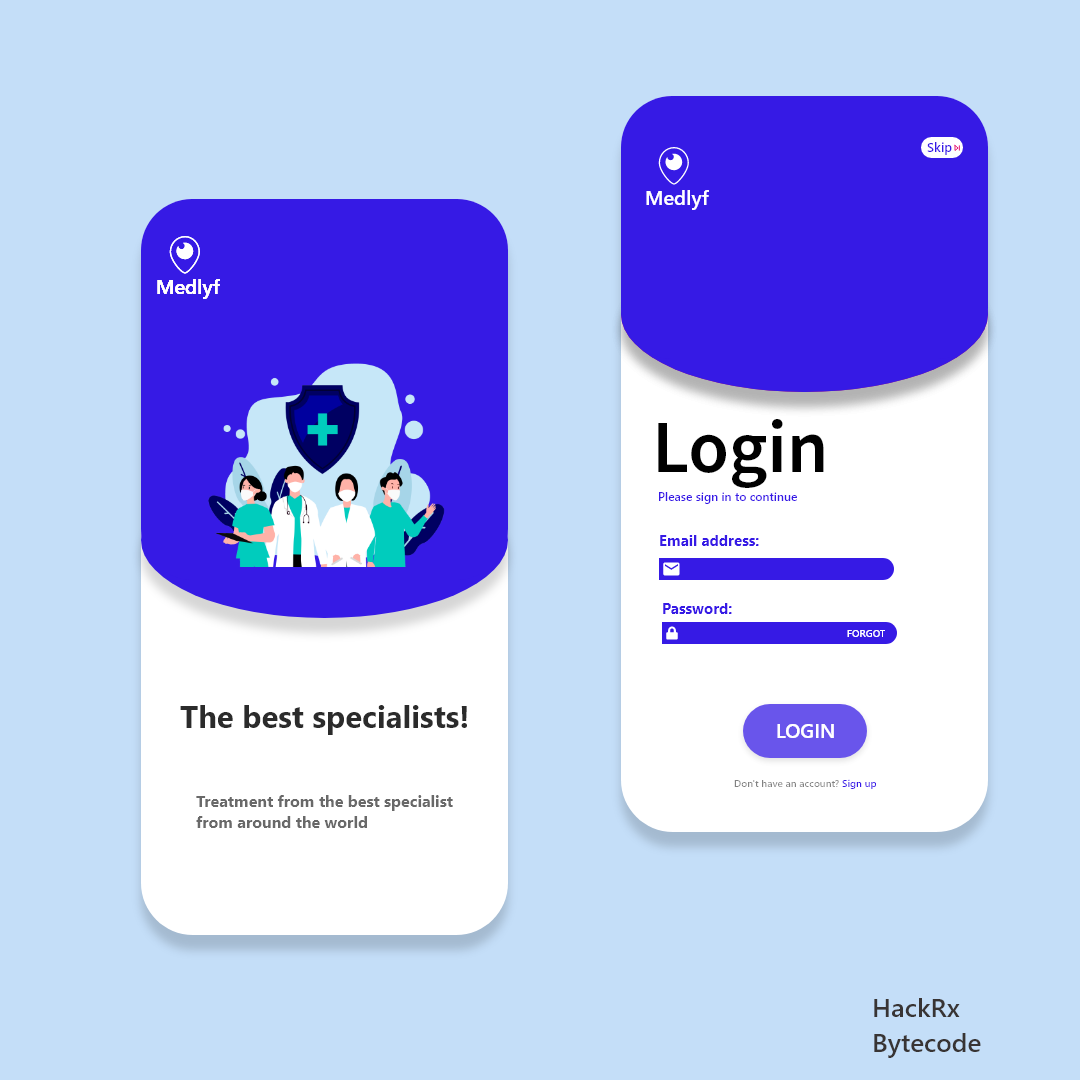 Medlyf
The best specialists!
Treatment from the best specialist
from around the world
Skip
Medlyf
Login
Please sign in to continue
Email address:
Password:
FORGOT
LOGIN
Don't have an account? Sign up
HackRx
Bytecode